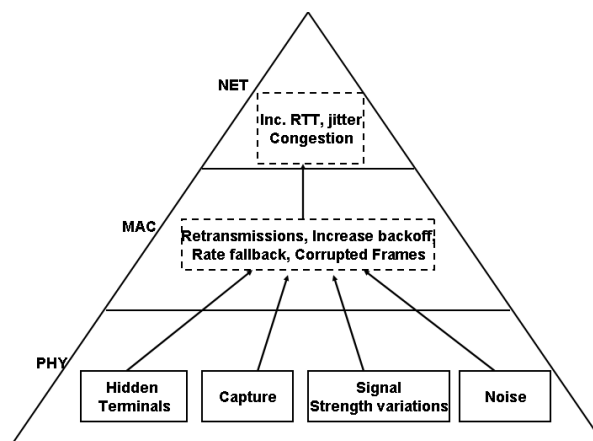 NET
Inc. RTT, jitter
Congestion
MAC
Retransmissions, Increase backoff,
Rate fallback, Corrupted Frames
PHY
Hidden
Terminals
Capture
Signal
Strength variations
Noise